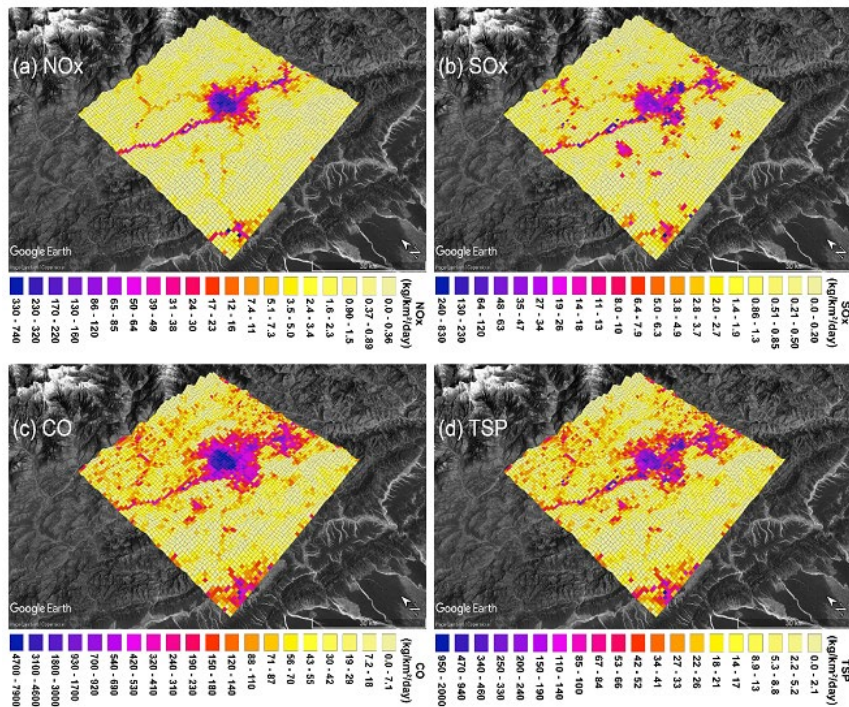 (a) NOx
Google Earth
30 km
NOx
(kg/km²/day)
0.0 - 0.36
0.37 - 0.89
0.90 - 1.5
1.6 - 2.3
2.4 - 3.4
3.5 - 5.0
5.1 - 7.3
7.4 - 11
12 - 16
17 - 23
24 - 30
31 - 38
39 - 49
50 - 64
65 - 85
86 - 120
130 - 160
170 - 220
230 - 320
330 - 740
(b) SOx
Google Earth
30 km
SOx
(kg/km²/day)
0.0 - 0.20
0.21 - 0.50
0.51 - 0.85
0.86 - 1.3
1.4 - 1.9
2.0 - 2.7
2.8 - 3.7
3.8 - 4.9
5.0 - 6.3
6.4 - 7.9
8.0 - 10
11 - 13
14 - 18
19 - 26
27 - 34
35 - 47
48 - 63
64 - 120
130 - 230
240 - 830
(c) CO
Google Earth
30 km
CO
(kg/km²/day)
0.0 - 7.1
7.2 - 18
19 - 29
30 - 42
43 - 55
56 - 70
71 - 87
88 - 110
120 - 140
150 - 180
190 - 230
240 - 310
320 - 410
420 - 530
540 - 690
700 - 920
930 - 1700
1800 - 3000
3100 - 4600
4700 - 7900
(d) TSP
Google Earth
30 km
TSP
(kg/km²/day)
0.0 - 2.1
2.2 - 5.2
5.3 - 8.8
8.9 - 13
14 - 17
18 - 21
22 - 26
27 - 33
34 - 41
42 - 52
53 - 66
67 - 84
85 - 100
110 - 140
150 - 190
200 - 240
250 - 330
340 - 460
470 - 940
950 - 2000